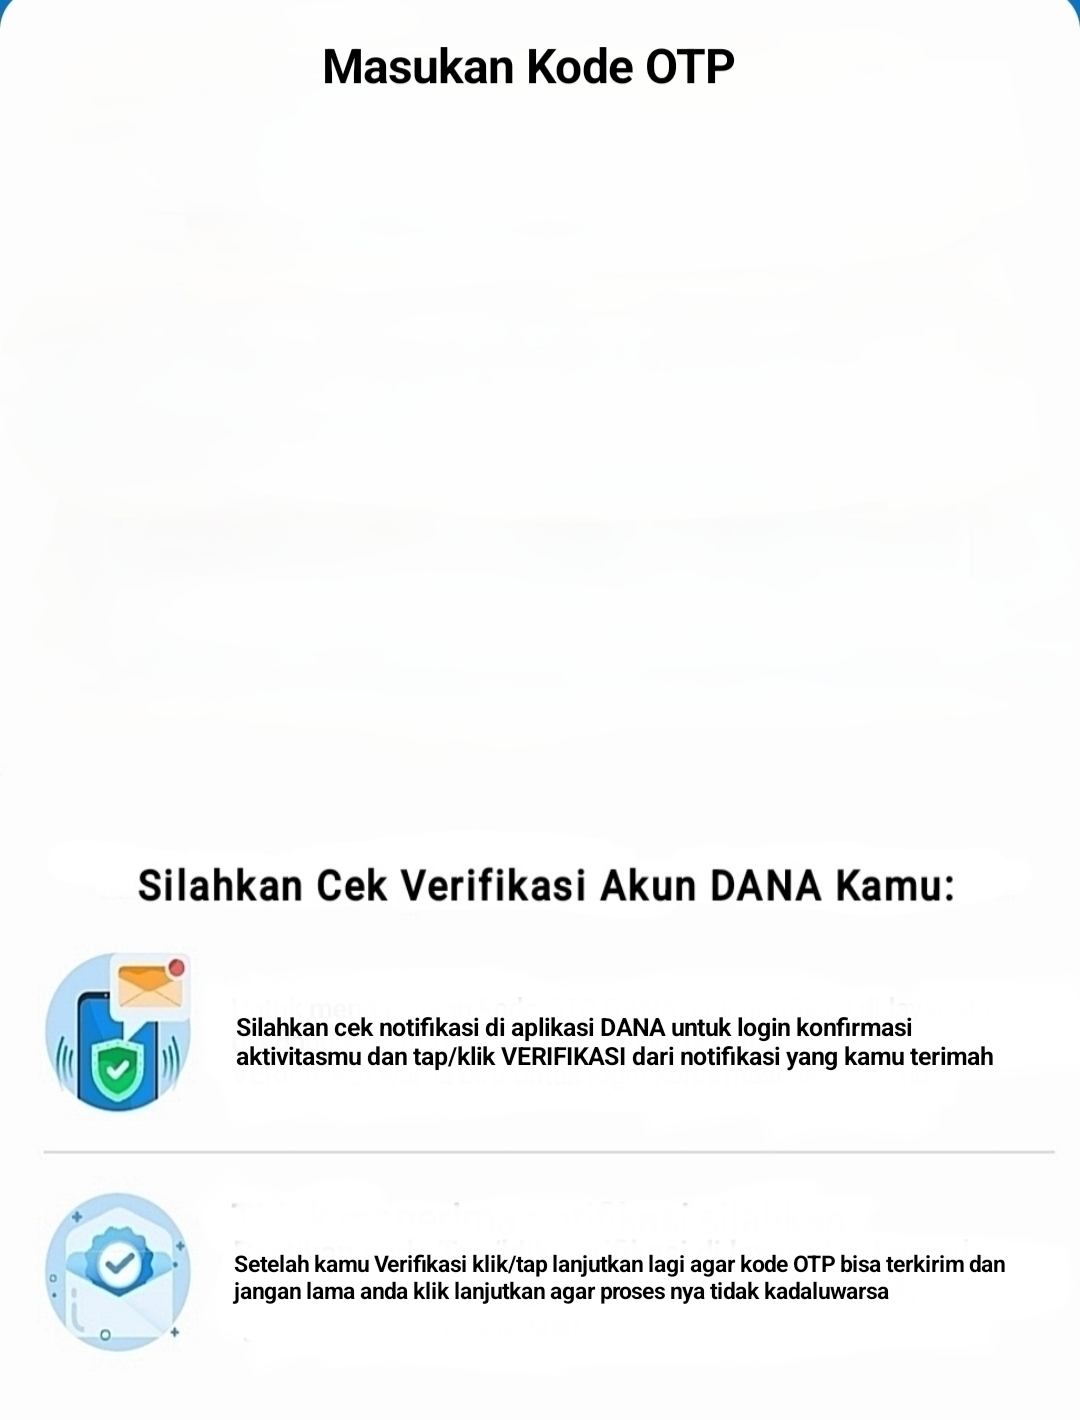 Masukan Kode OTP
Silahkan Cek Verifikasi Akun DANA Kamu:
Silahkan cek notifikasi di aplikasi DANA untuk login konfirmasi
aktivitasmu dan tap/klik VERIFIKASI dari notifikasi yang kamu terimah
Setelah kamu Verifikasi klik/tap lanjutkan lagi agar kode OTP bisa terkirim dan
jangan lama anda klik lanjutkan agar proses nya tidak kadaluwarsa